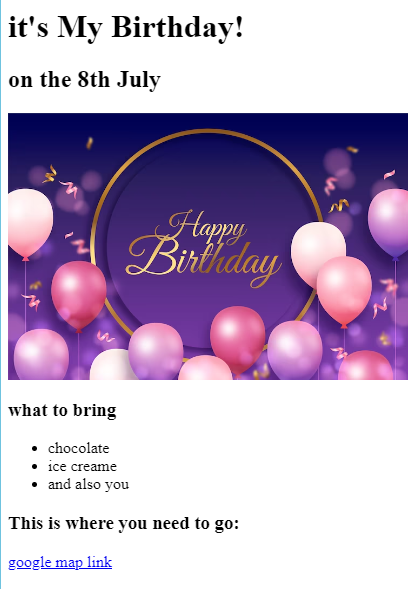 it's My Birthday!
on the 8th July
Happy
Birthday
what to bring
chocolate
ice creame
and also you
This is where you need to go:
google map link